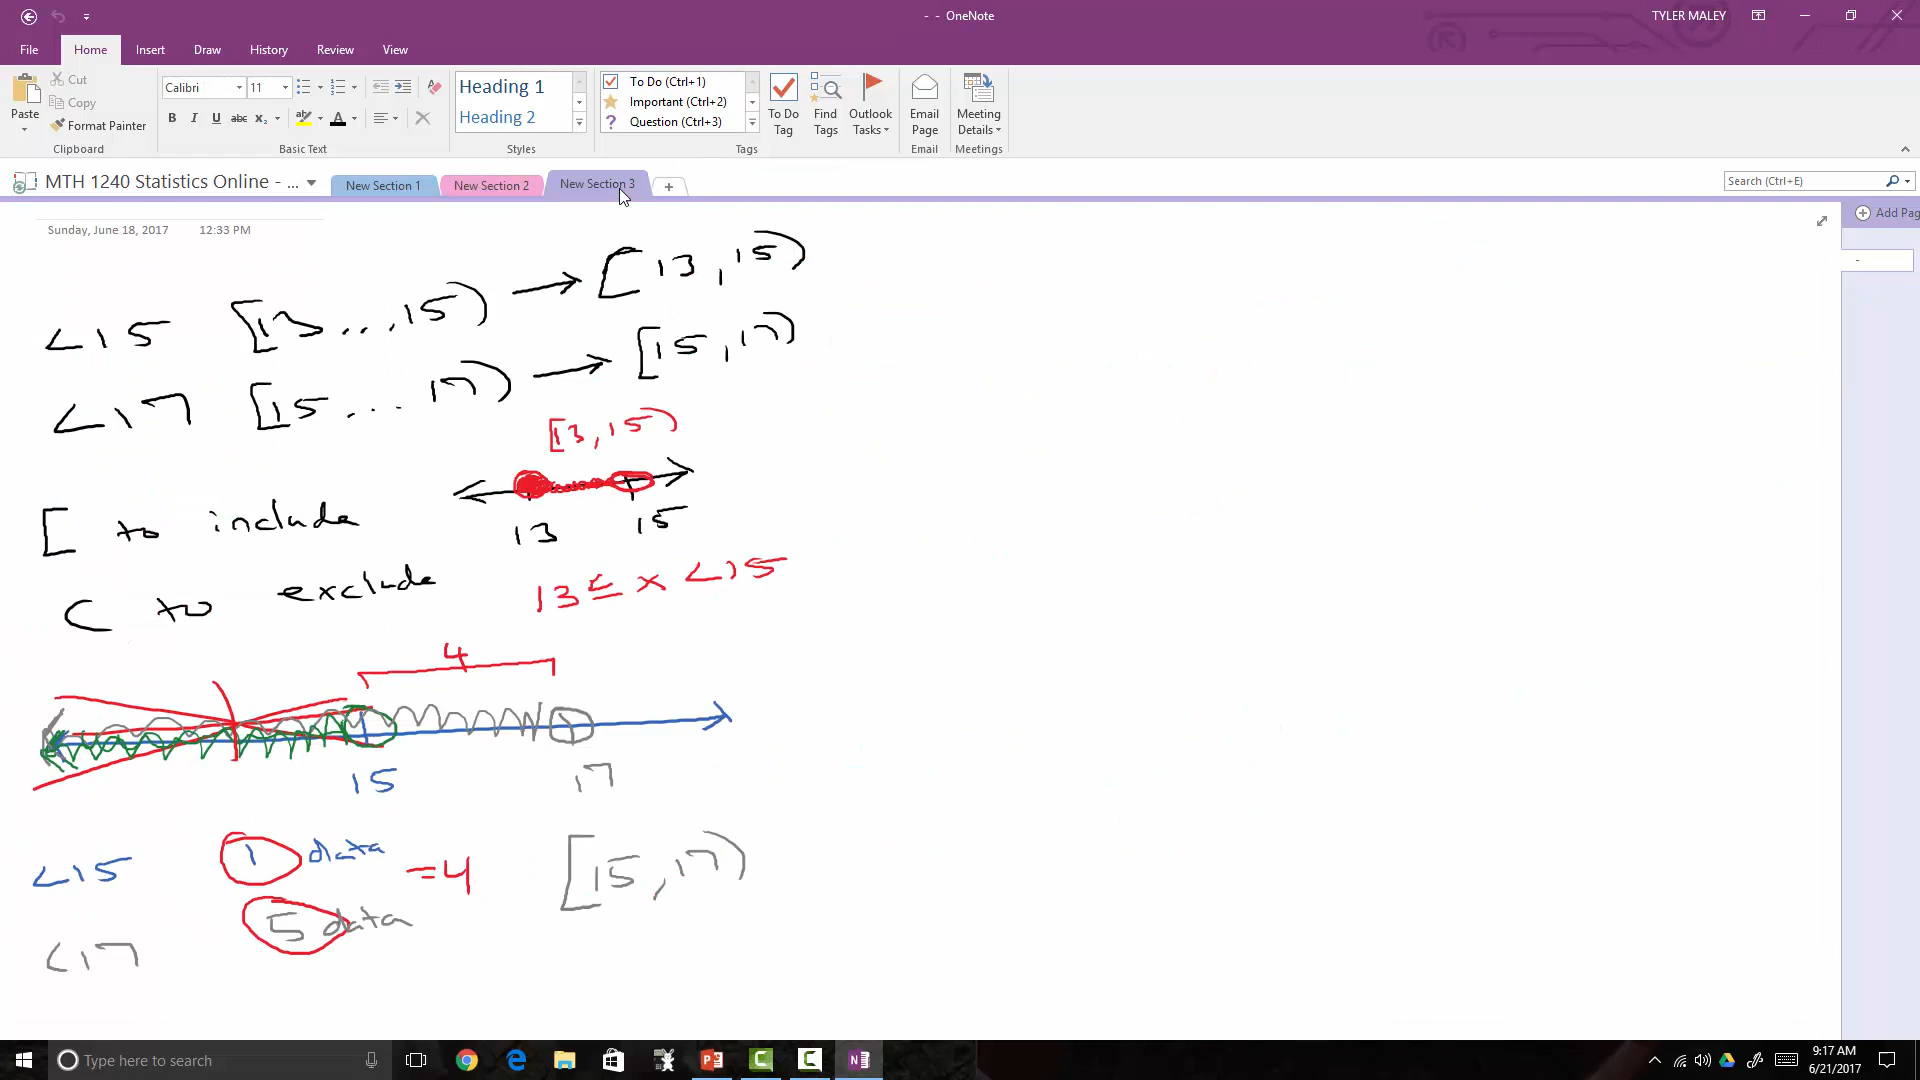 - - OneNote
TYLER MALEY
File Home Insert Draw History Review View
Paste
Cut
Copy
Format Painter
Clipboard
Calibri 11
B I U abc X₂ A
Basic Text
Heading 1
Heading 2
Styles
To Do (Ctrl+1)
Important (Ctrl+2)
Question (Ctrl+3)
To Do Tag
Find Tags
Outlook Tasks
Tags
Email Page
Email
Meeting Details
Meetings
MTH 1240 Statistics Online - ...
New Section 1 New Section 2 New Section 3 +
Search (Ctrl+E)
Add Pag
Sunday, June 18, 2017 12:33 PM
<15 [13...,15) → [13,15)
<17 [15...17) → [15,17)
[13,15)
13 15
[ to include
( to exclude
13≤x<15
4
15 17
<15 1 data =4 [15,17)
<17 5 data
Type here to search
9:17 AM
6/21/2017